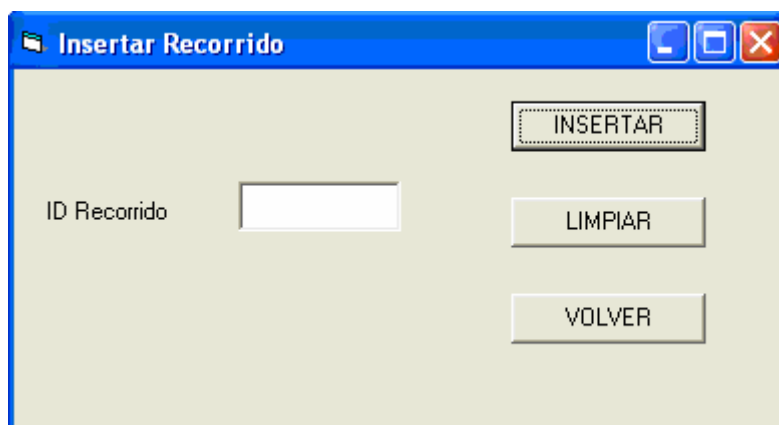 Insertar Recorrido
INSERTAR
ID Recorrido
LIMPIAR
VOLVER